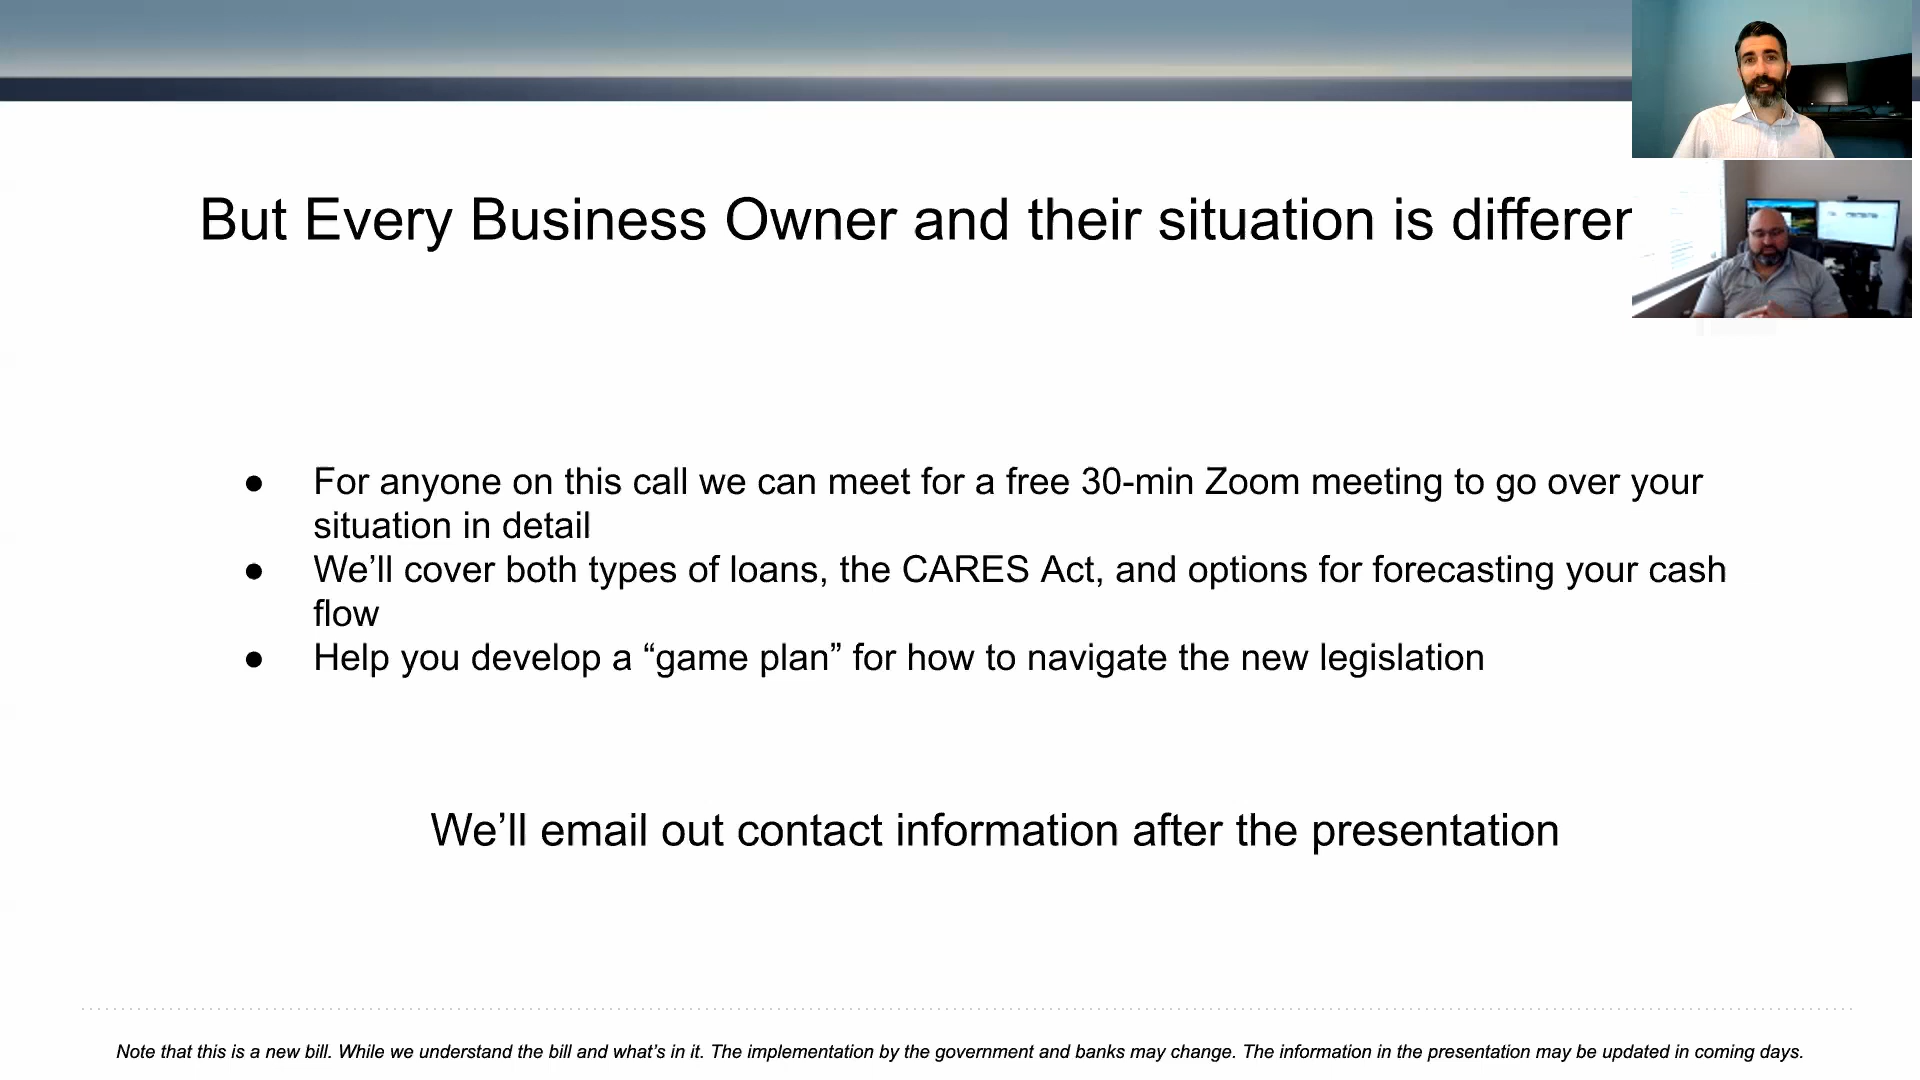 But Every Business Owner and their situation is differen
● For anyone on this call we can meet for a free 30-min Zoom meeting to go over your
situation in detail
● We’ll cover both types of loans, the CARES Act, and options for forecasting your cash
flow
● Help you develop a “game plan” for how to navigate the new legislation
We’ll email out contact information after the presentation
Note that this is a new bill. While we understand the bill and what’s in it. The implementation by the government and banks may change. The information in the presentation may be updated in coming days.